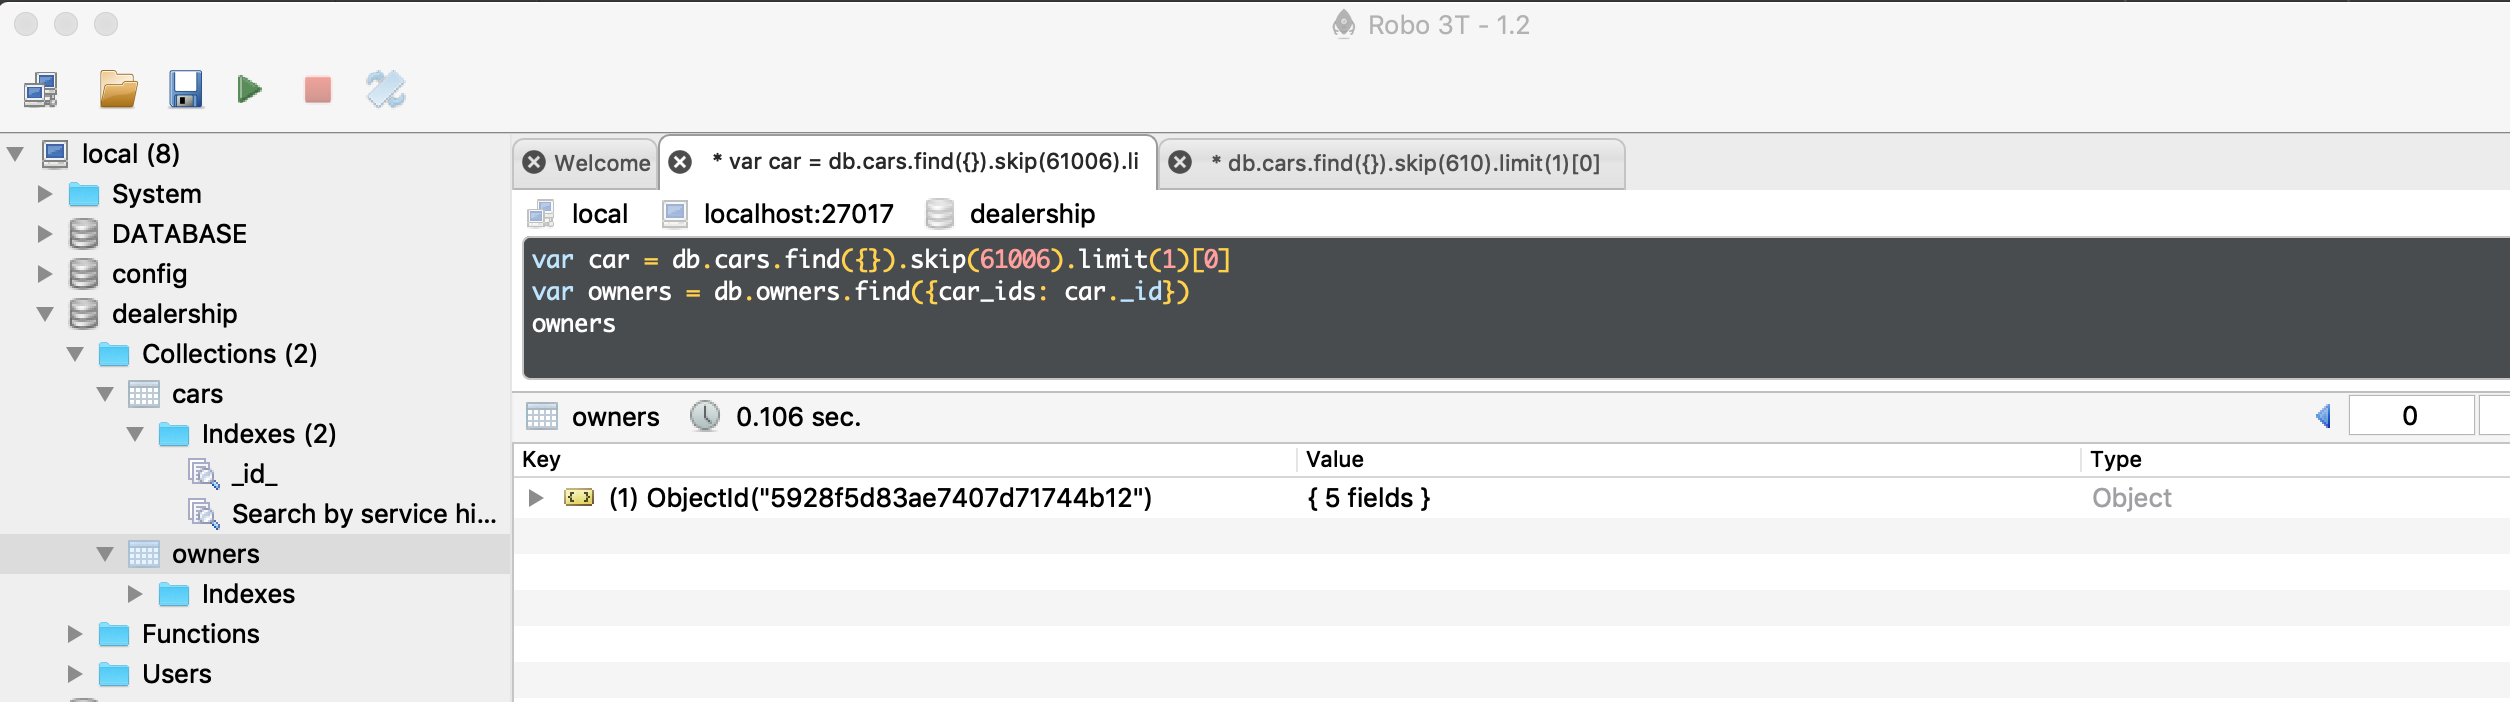 Robo 3T - 1.2
local (8)
System
DATABASE
config
dealership
Collections (2)
cars
Indexes (2)
_id_
Search by service hi...
owners
Indexes
Functions
Users
Welcome
* var car = db.cars.find({}).skip(61006).li
* db.cars.find({}).skip(610).limit(1)[0]
local localhost:27017 dealership
var car = db.cars.find({}).skip(61006).limit(1)[0]
var owners = db.owners.find({car_ids: car._id})
owners
owners 0.106 sec. 0
Key Value Type
(1) ObjectId("5928f5d83ae7407d71744b12") { 5 fields } Object